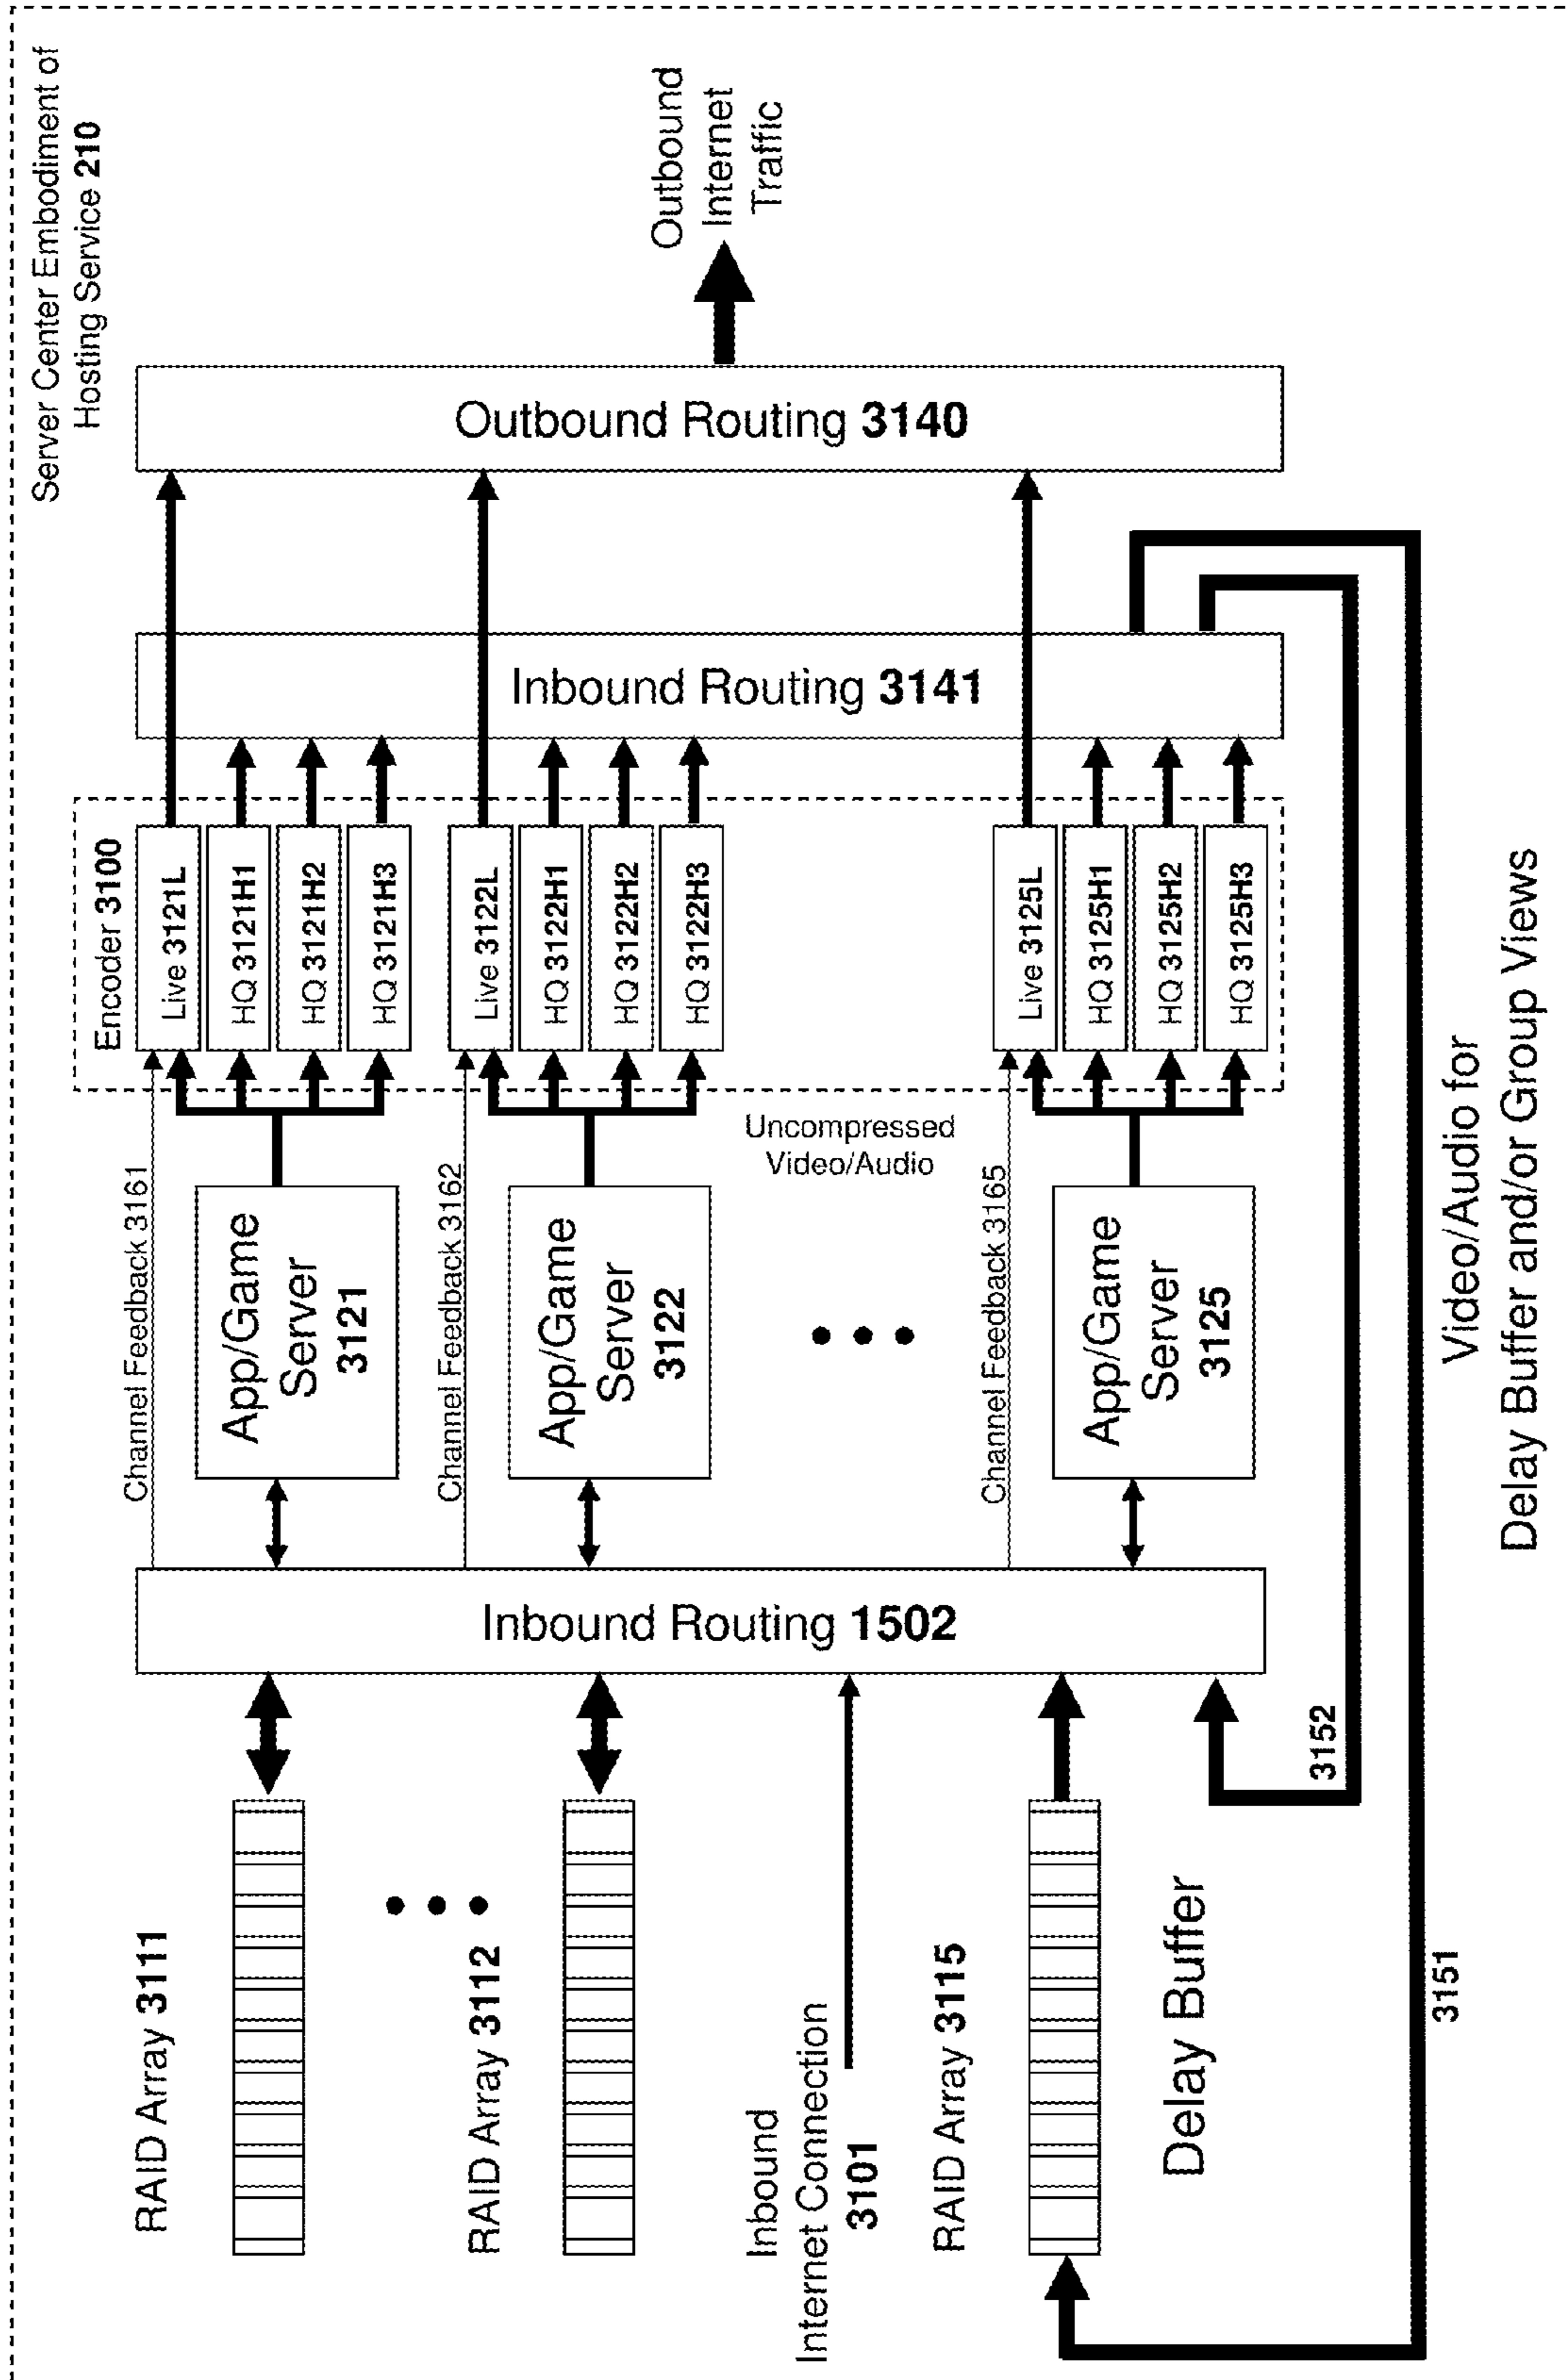 Server Center Embodiment of
Hosting Service 210
RAID Array 3111
RAID Array 3112
Inbound
Internet Connection
3101
RAID Array 3115
Delay Buffer
3151
3152
Inbound Routing 1502
Channel Feedback 3161
App/Game
Server
3121
Channel Feedback 3162
App/Game
Server
3122
Channel Feedback 3165
App/Game
Server
3125
Uncompressed
Video/Audio
Encoder 3100
Live 3121L
HQ 3121H1
HQ 3121H2
HQ 3121H3
Live 3122L
HQ 3122H1
HQ 3122H2
HQ 3122H3
Live 3125L
HQ 3125H1
HQ 3125H2
HQ 3125H3
Inbound Routing 3141
Outbound Routing 3140
Outbound
Internet
Traffic
Video/Audio for
Delay Buffer and/or Group Views